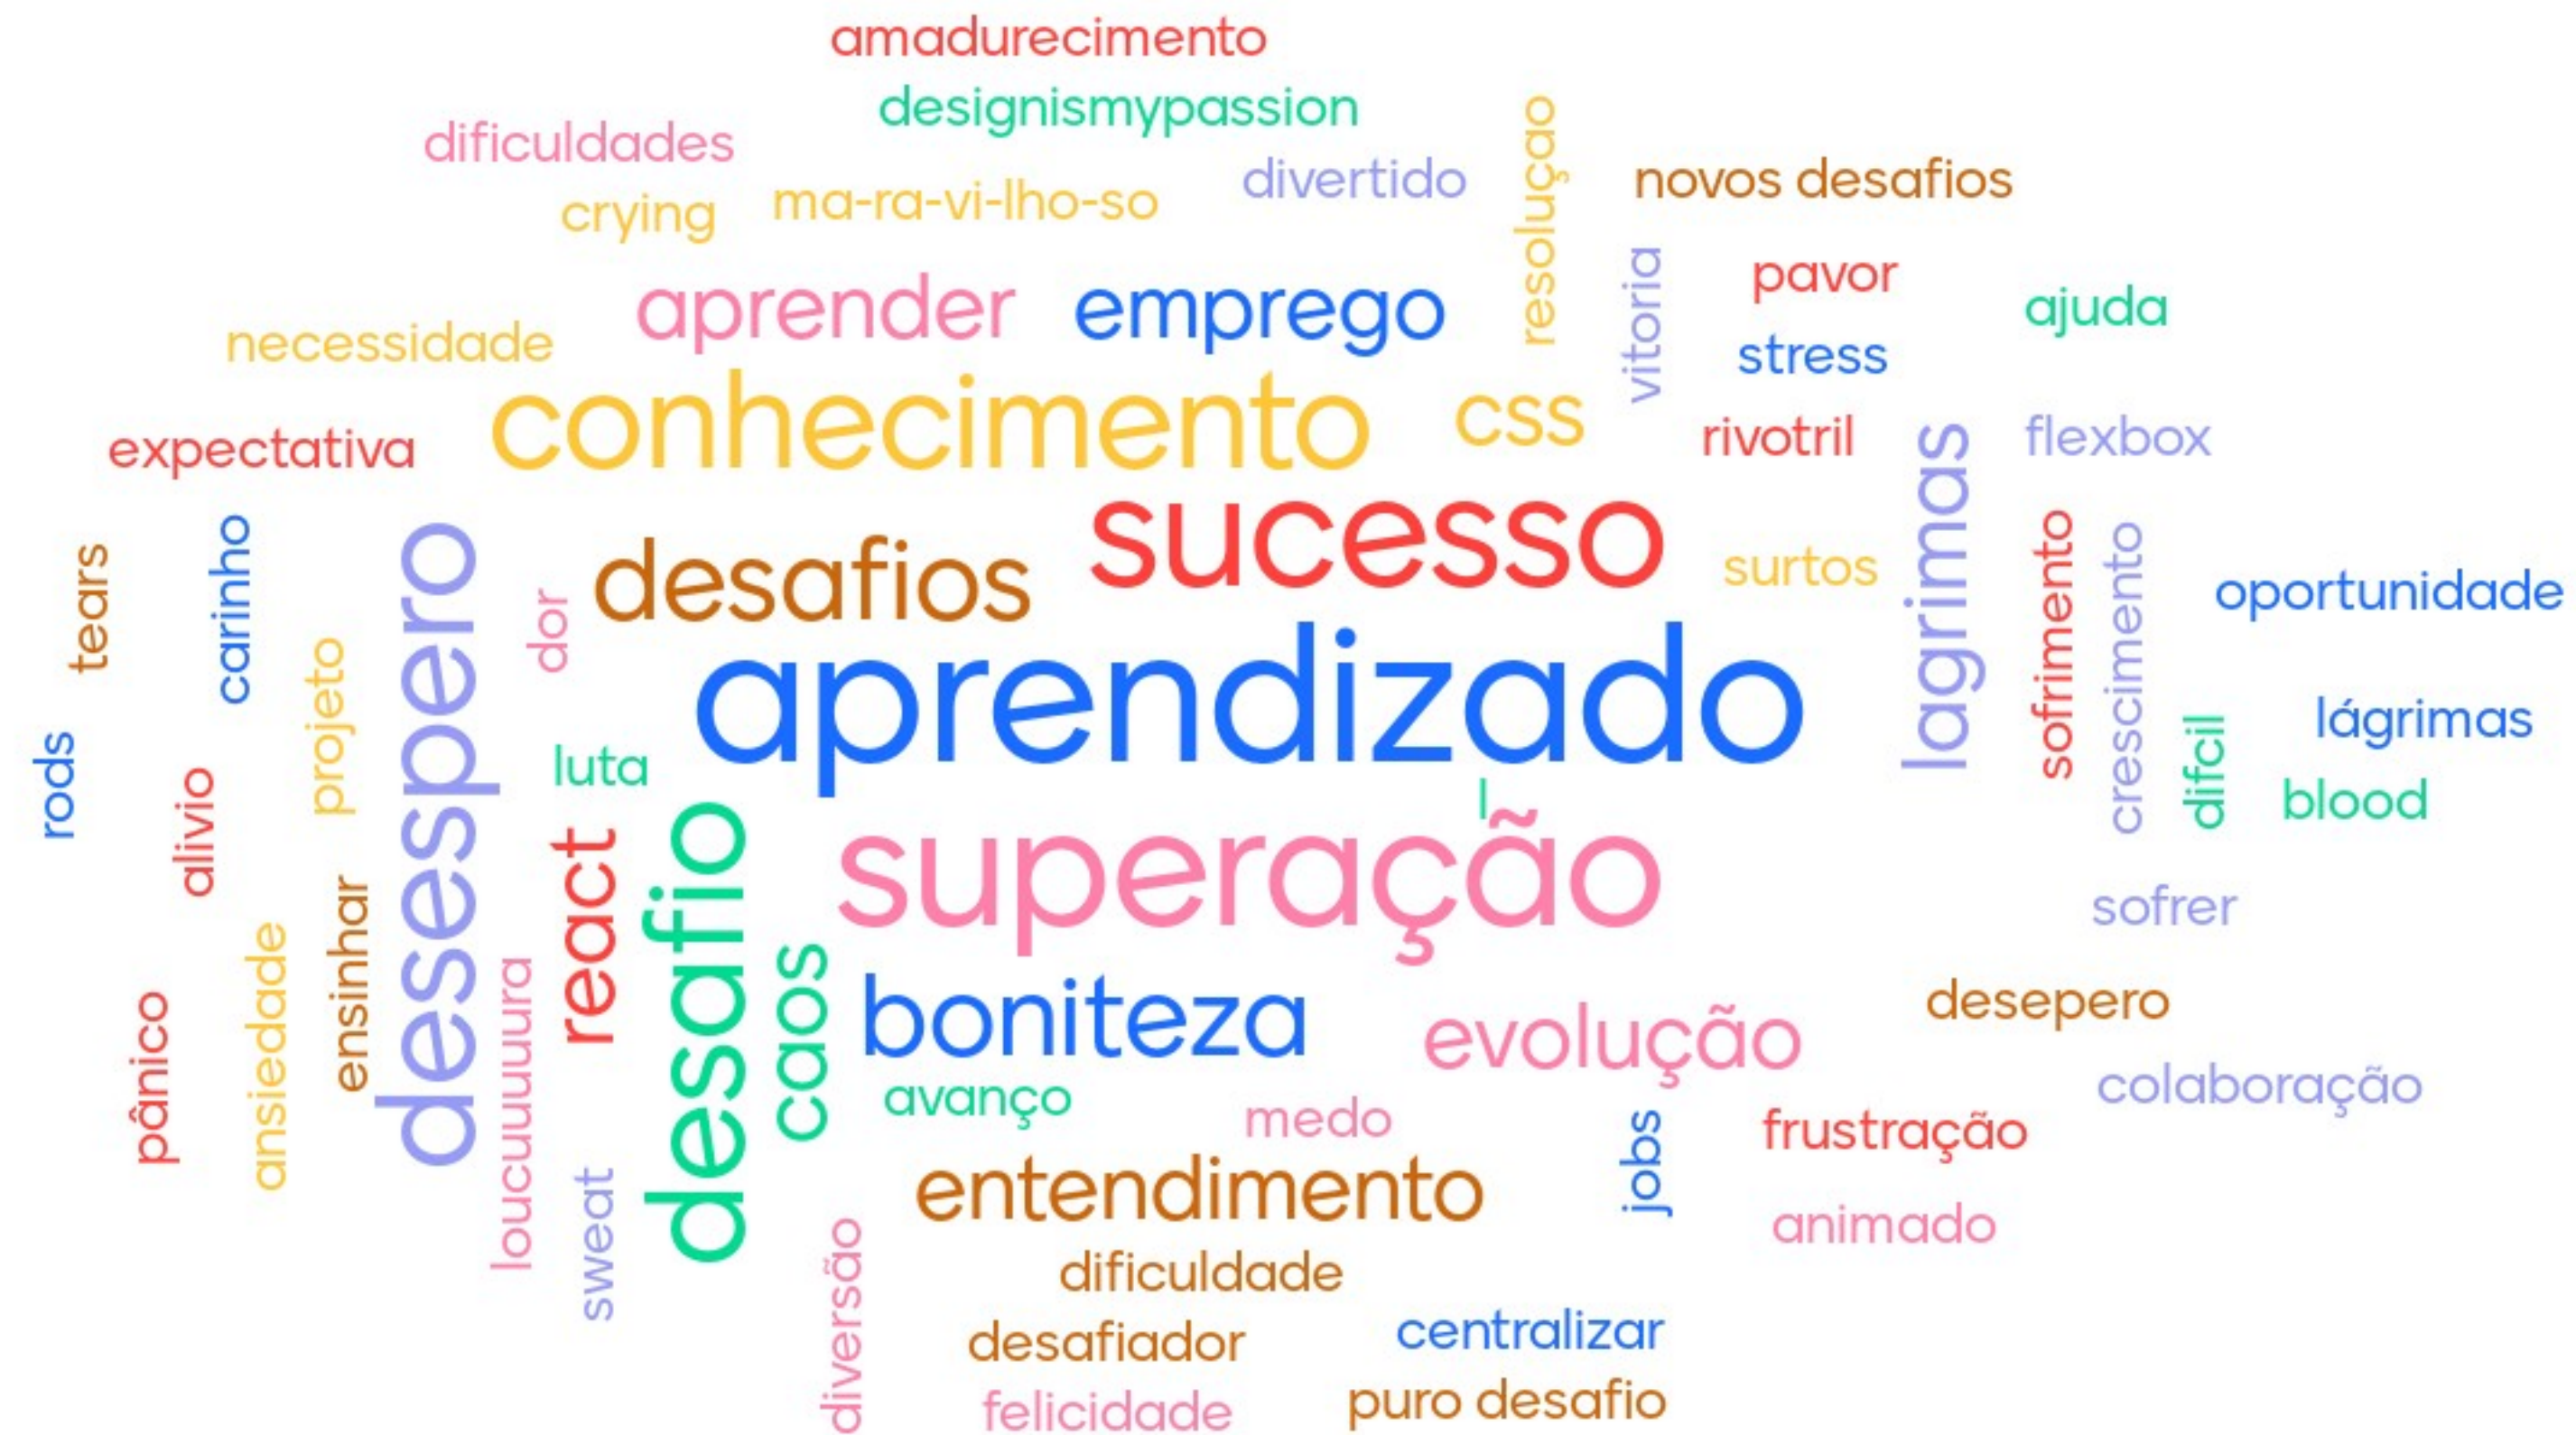 amadurecimento
designismypassion
dificuldades
crying
ma-ra-vi-lho-so
divertido
resoluçao
novos desafios
aprender
emprego
vitoria
pavor
ajuda
necessidade
stress
conhecimento
css
rivotril
flexbox
expectativa
lagrimas
sucesso
desafios
surtos
tears
carinho
desespero
dor
sofrimento
crescimento
oportunidade
projeto
aprendizado
lágrimas
rods
alivio
luta
l
difcil
blood
react
desafio
superação
sofrer
ensinhar
ansiedade
pânico
loucuuuuura
caos
boniteza
evolução
desepero
avanço
medo
colaboração
jobs
frustração
entendimento
sweat
animado
diversão
dificuldade
desafiador
centralizar
felicidade
puro desafio